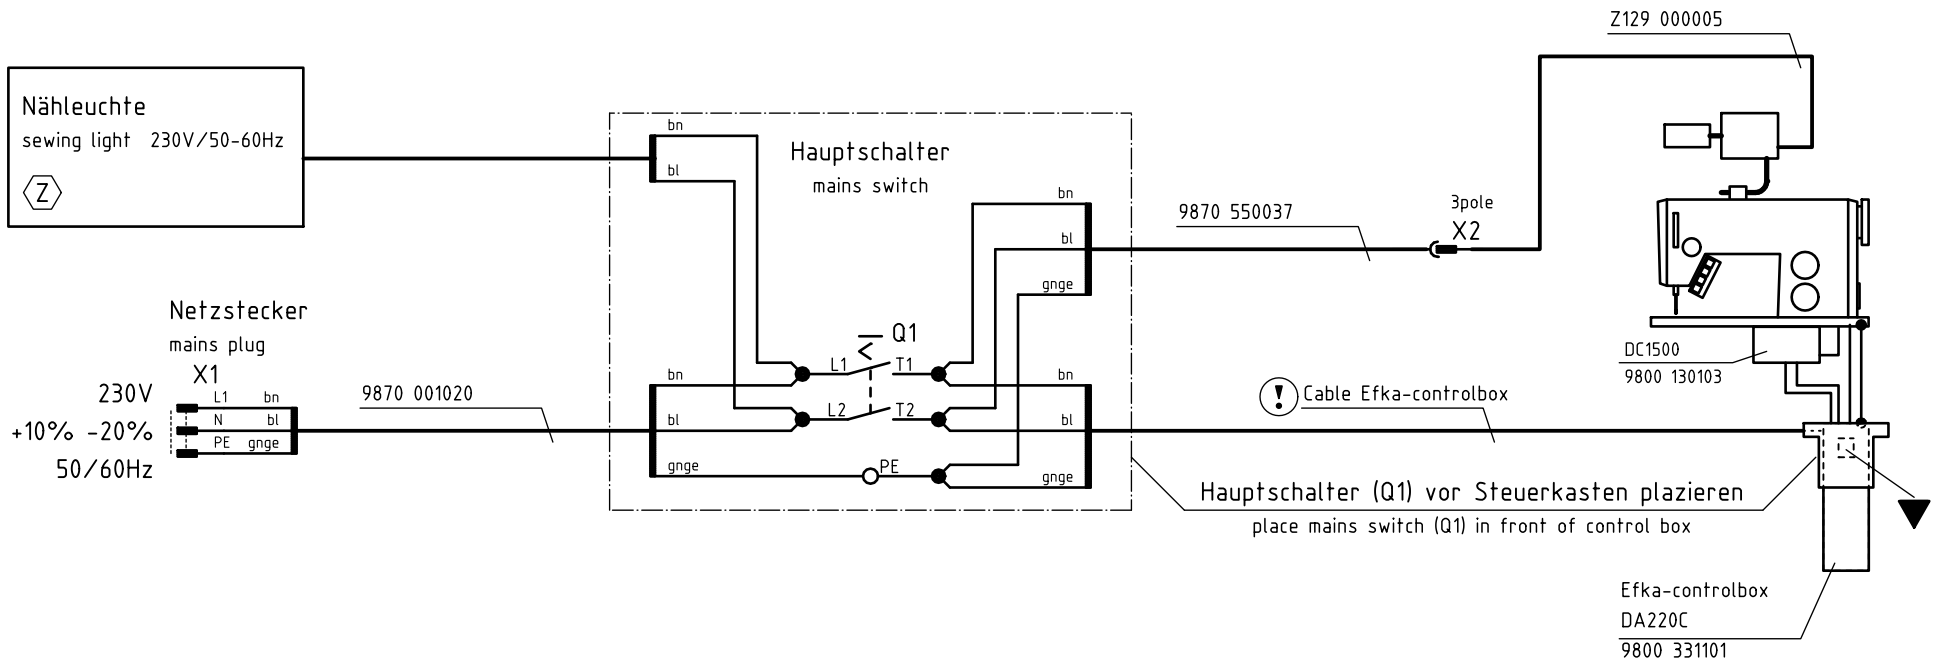 Z129 000005
Nähleuchte
sewing light 230V/50-60Hz
Z
bn
bl
Hauptschalter
mains switch
bn
bl
gnge
9870 550037
3pole
X2
Netzstecker
mains plug
X1
230V
+10% -20%
50/60Hz
L1 bn
N bl
PE gnge
9870 001020
bn
bl
gnge
Q1
L1 T1
L2 T2
PE
bn
bl
gnge
! Cable Efka-controlbox
DC1500
9800 130103
Hauptschalter (Q1) vor Steuerkasten plazieren
place mains switch (Q1) in front of control box
Efka-controlbox
DA220C
9800 331101